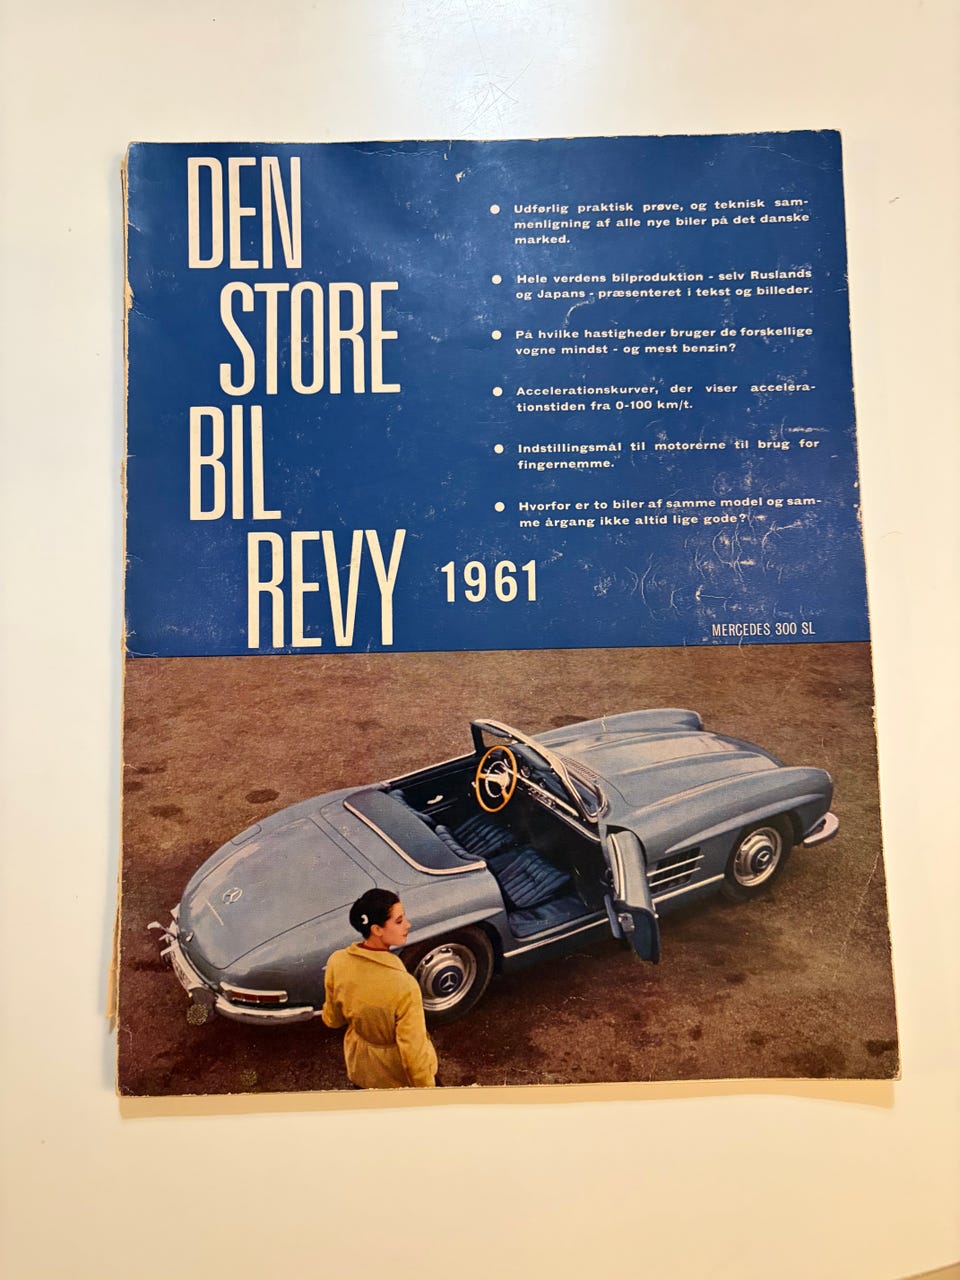 DEN
STORE
BIL
REVY
1961
● Udførlig praktisk prøve, og teknisk sam-
menligning af alle nye biler på det danske
marked.
● Hele verdens bilproduktion - selv Ruslands
og Japans - præsenteret i tekst og billeder.
● På hvilke hastigheder bruger de forskellige
vogne mindst - og mest benzin?
● Accelerationskurver, der viser accelera-
tionstiden fra 0-100 km/t.
● Indstillingsmål til motorerne til brug for
fingernemme.
● Hvorfor er to biler af samme model og sam-
me årgang ikke altid lige gode?
MERCEDES 300 SL